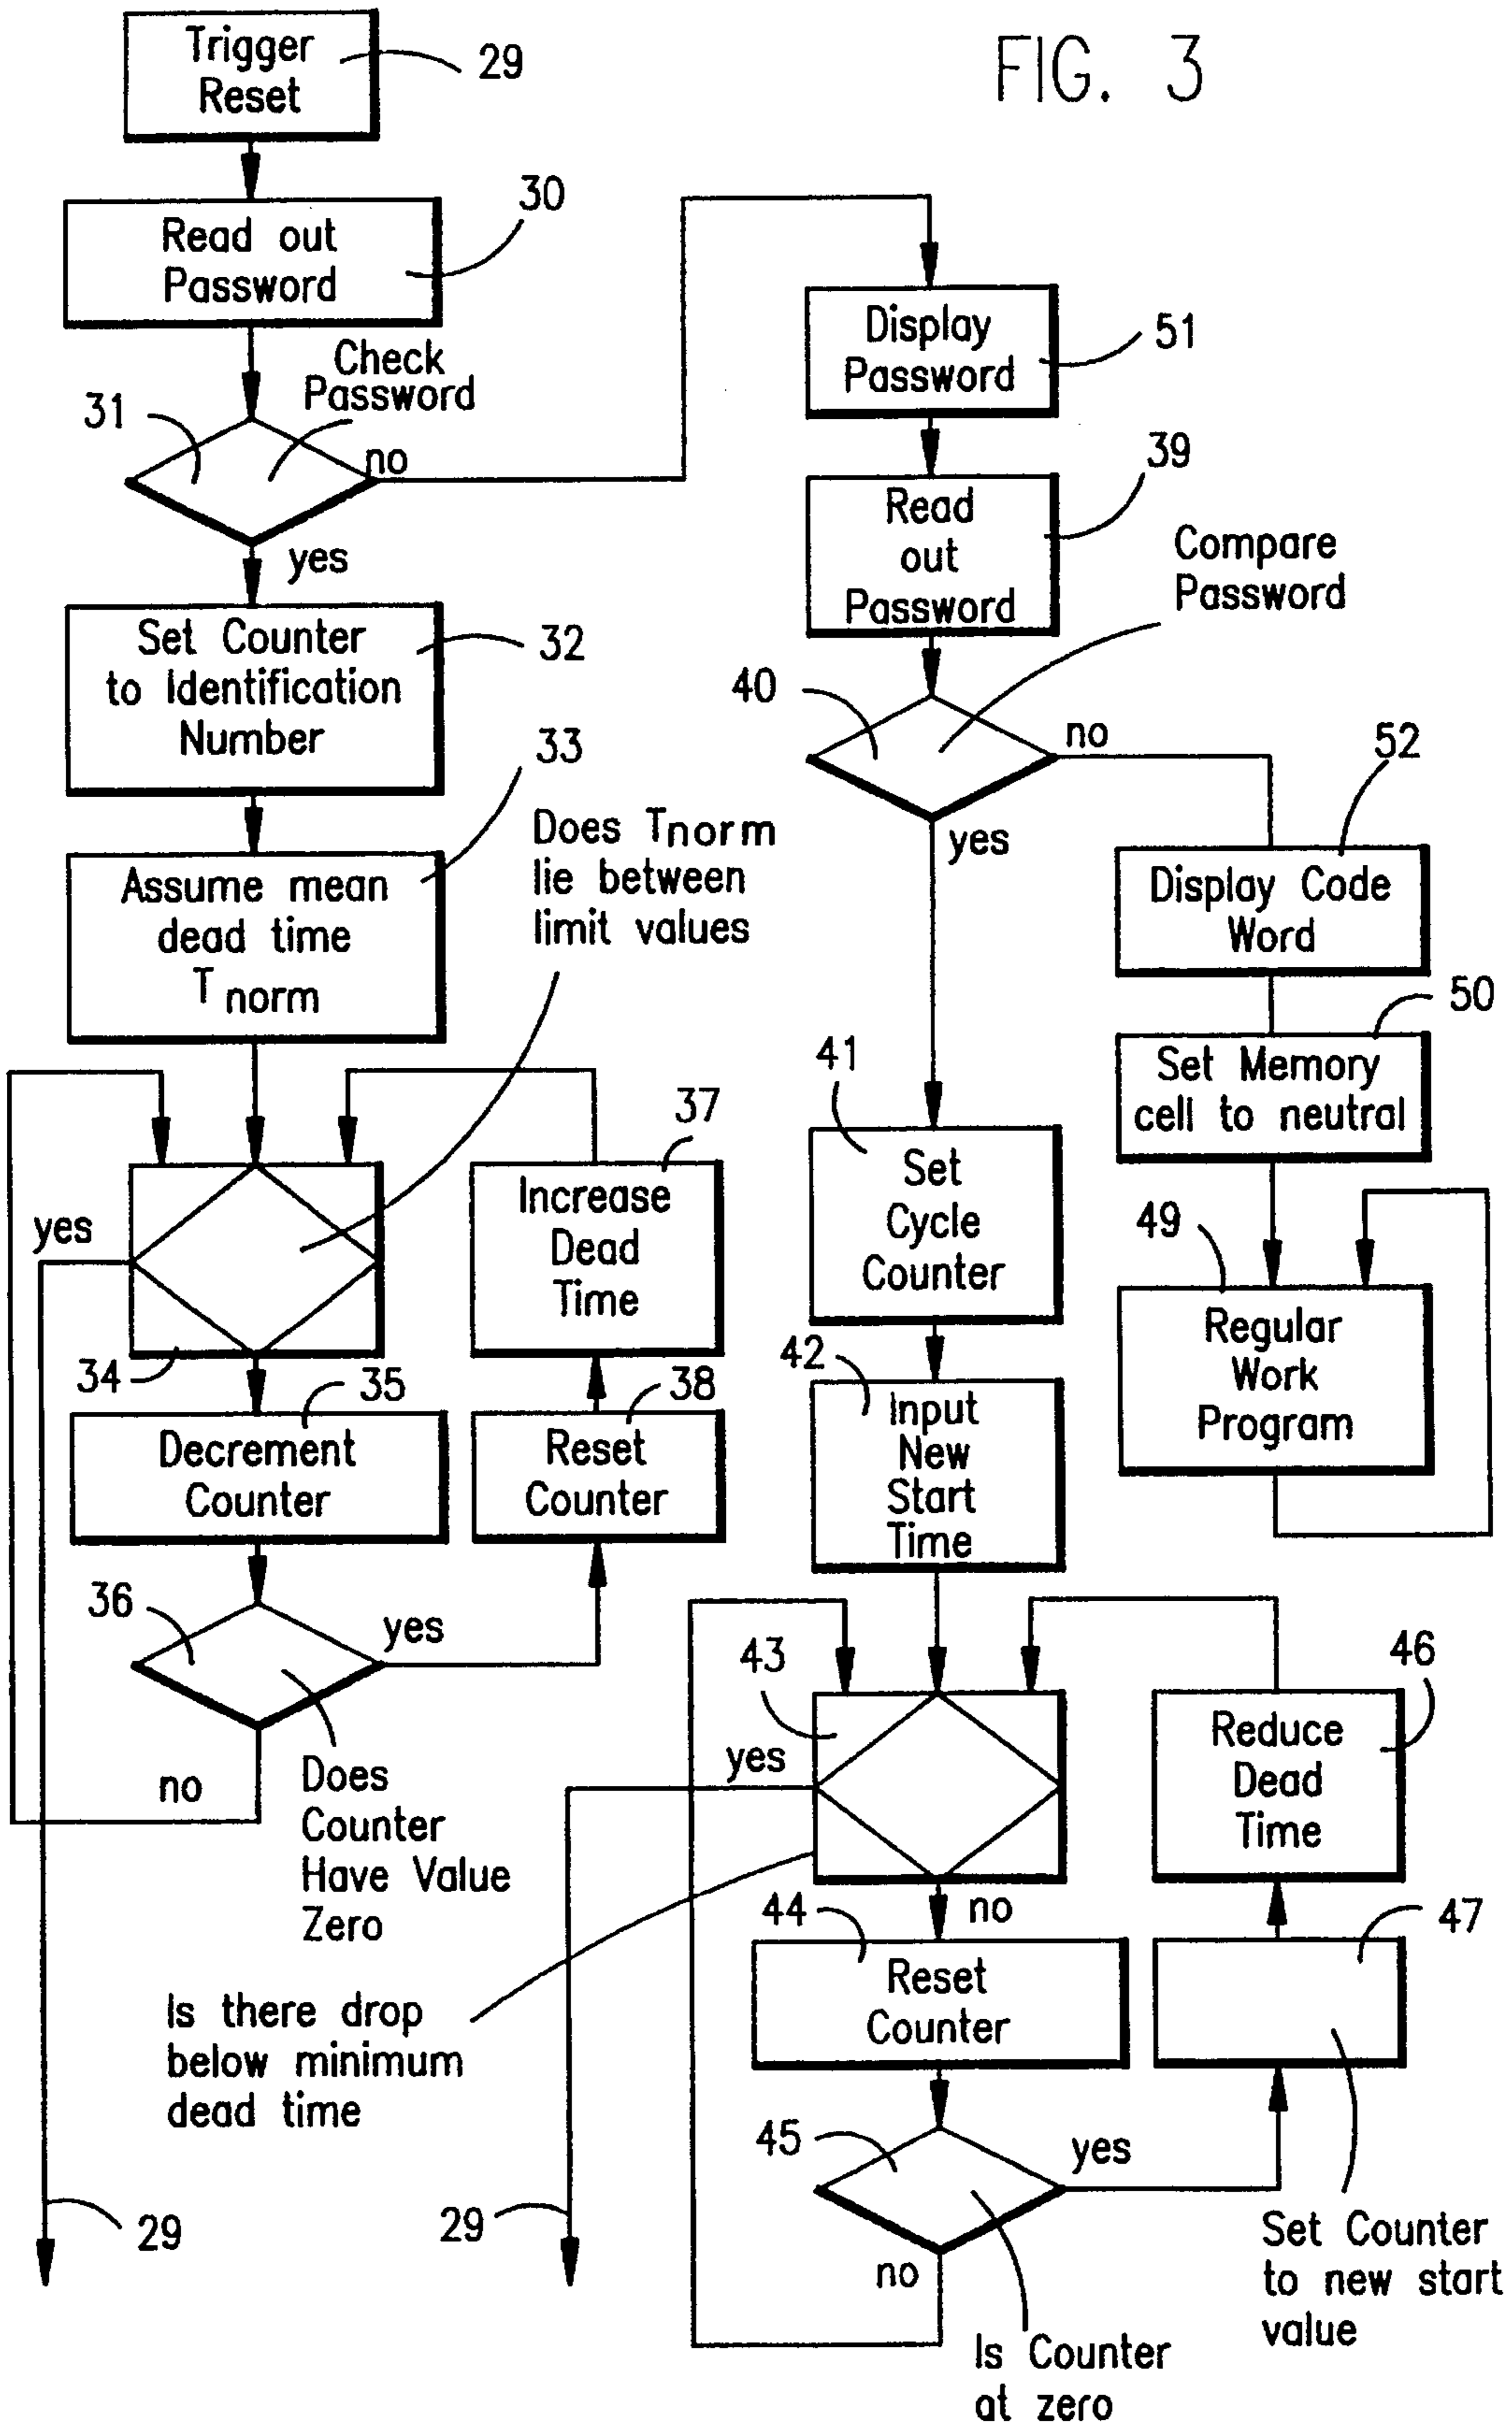 FIG. 3
Trigger
Reset
29
Read out
Password
30
Check
Password
31
no
yes
Set Counter
to Identification
Number
32
Assume mean
dead time
Tnorm
33
Does Tnorm
lie between
limit values
yes
34
Increase
Dead
Time
37
Decrement
Counter
35
Reset
Counter
38
36
yes
no
Does
Counter
Have Value
Zero
29
Display
Password
51
Read
out
Password
39
Compare
Password
40
no
yes
Display Code
Word
52
Set Memory
cell to neutral
50
Regular
Work
Program
49
41
Set
Cycle
Counter
42
Input
New
Start
Time
43
yes
no
Is there drop
below minimum
dead time
29
Reduce
Dead
Time
46
44
Reset
Counter
47
45
yes
no
Set Counter
to new start
value
Is Counter
at zero